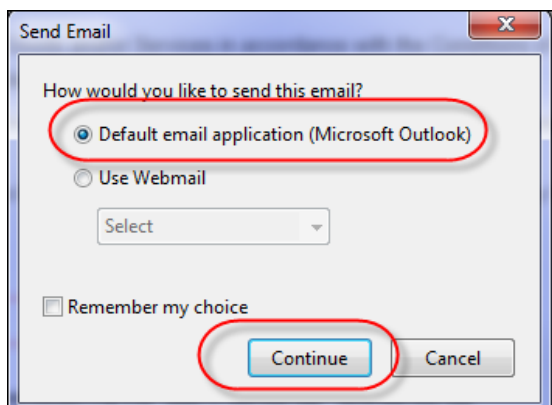 Send Email
How would you like to send this email?
Default email application (Microsoft Outlook)
Use Webmail
Select
Remember my choice
Continue Cancel